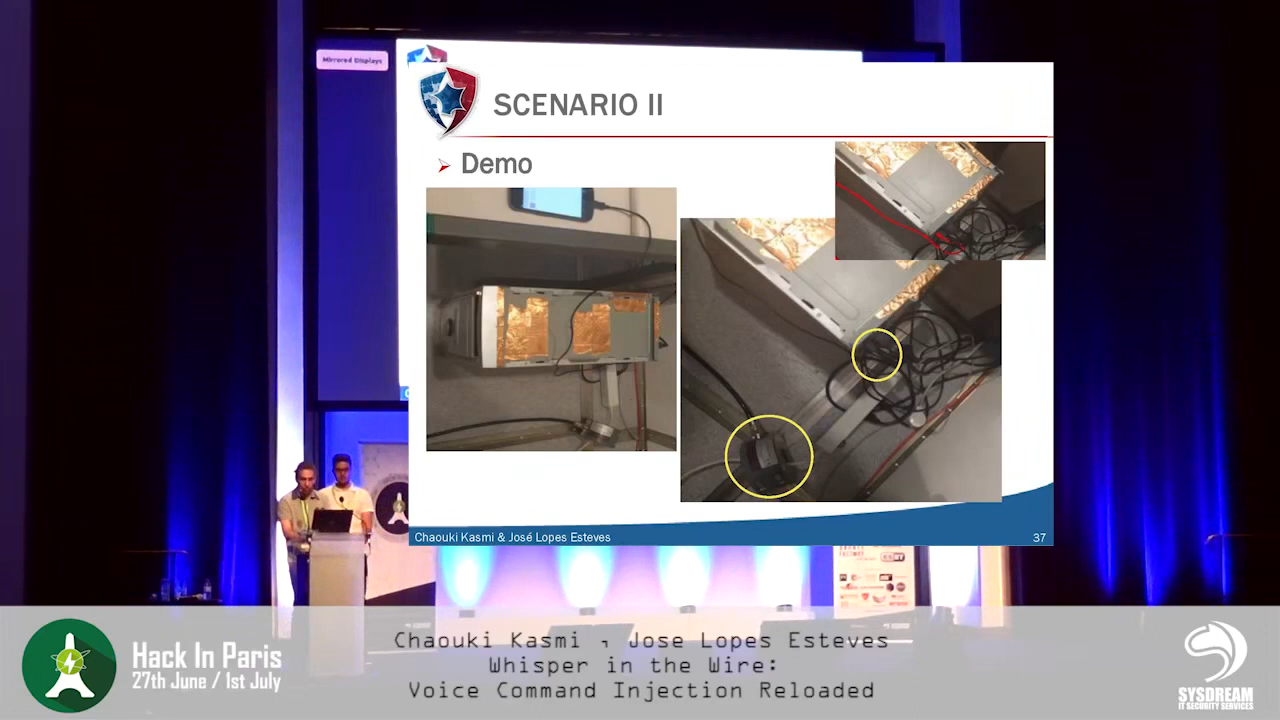 Mirrored Displays
SCENARIO II
Demo
Chaouki Kasmi & José Lopes Esteves
37
Hack In Paris
27th June / 1st July
Chaouki Kasmi , Jose Lopes Esteves
Whisper in the Wire:
Voice Command Injection Reloaded
SYSDREAM
IT SECURITY SERVICES